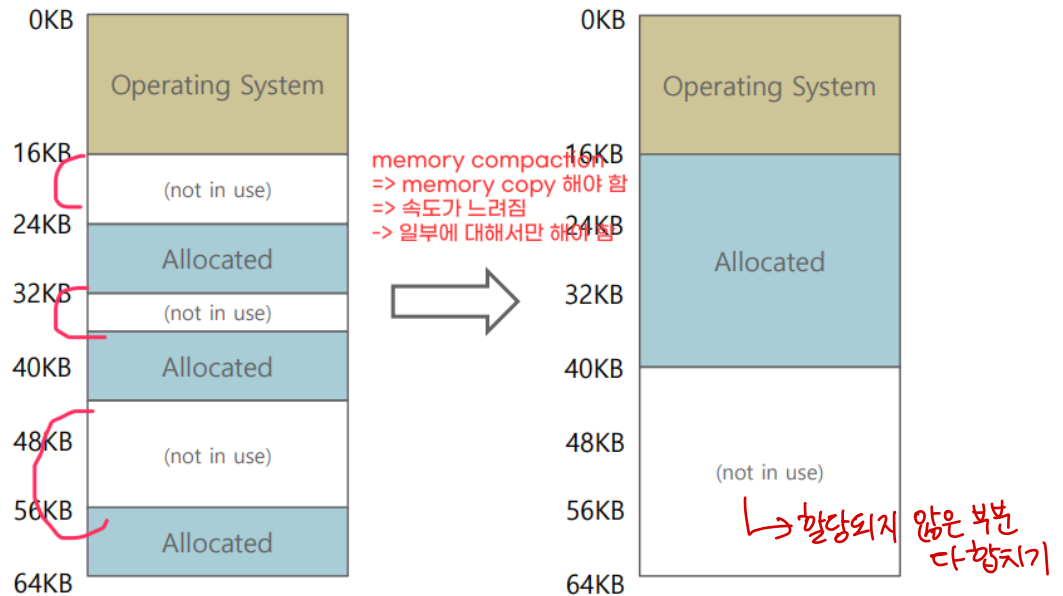 0KB
Operating System
16KB
(not in use)
24KB
Allocated
32KB
(not in use)
40KB
Allocated
48KB
(not in use)
56KB
Allocated
64KB
memory compaction
=> memory copy 해야 함
=> 속도가 느려짐
-> 일부에 대해서만 해야 함
0KB
Operating System
16KB
24KB
Allocated
32KB
40KB
48KB
(not in use)
56KB
할당되지 않은 부분
다 합치기
64KB